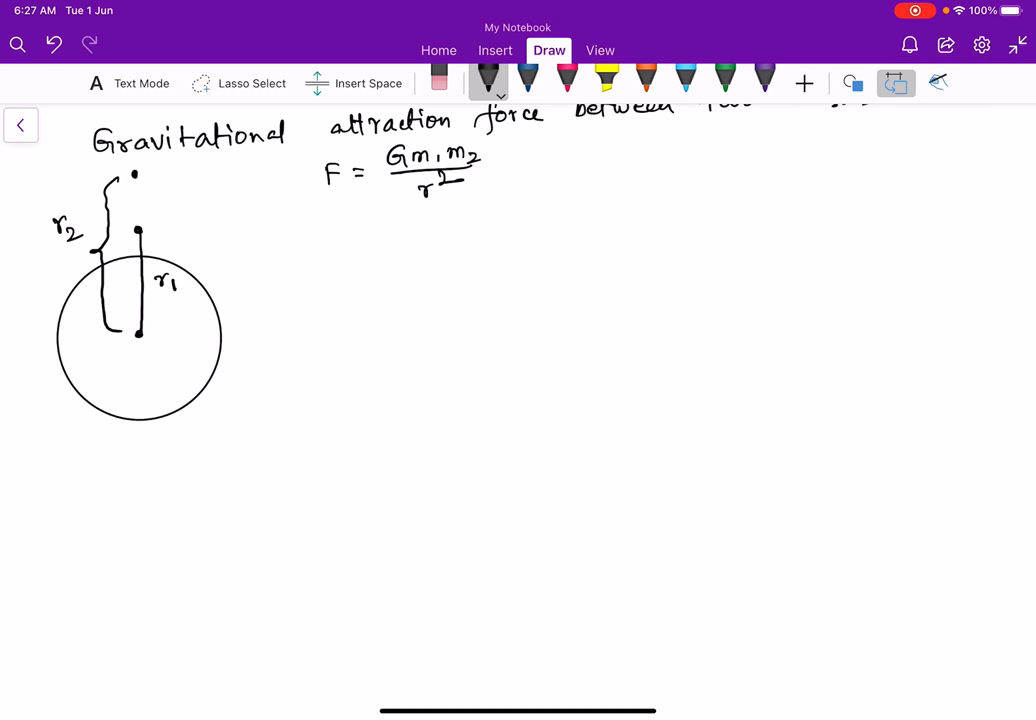 6:27 AM Tue 1 Jun
100%
My Notebook
Home Insert Draw View
A Text Mode Lasso Select Insert Space
Gravitational attraction force between
F = Gm₁m₂ / r²
r₂
r₁